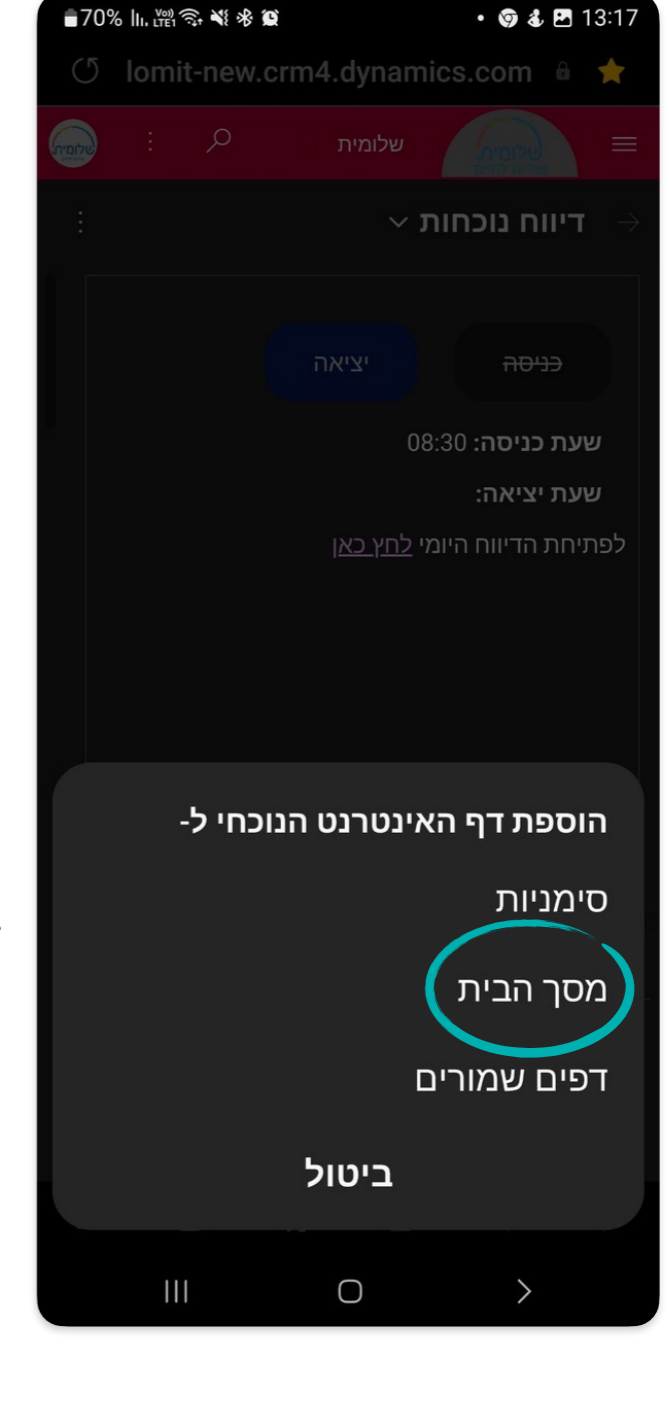 70% 13:17
lomit-new.crm4.dynamics.com
שלומית שלומית
דיווח נוכחות
כניסה יציאה
שעת כניסה: 08:30
שעת יציאה:
לפתיחת הדיווח היומי לחץ כאן
הוספת דף האינטרנט הנוכחי ל-
סימניות
מסך הבית
דפים שמורים
ביטול